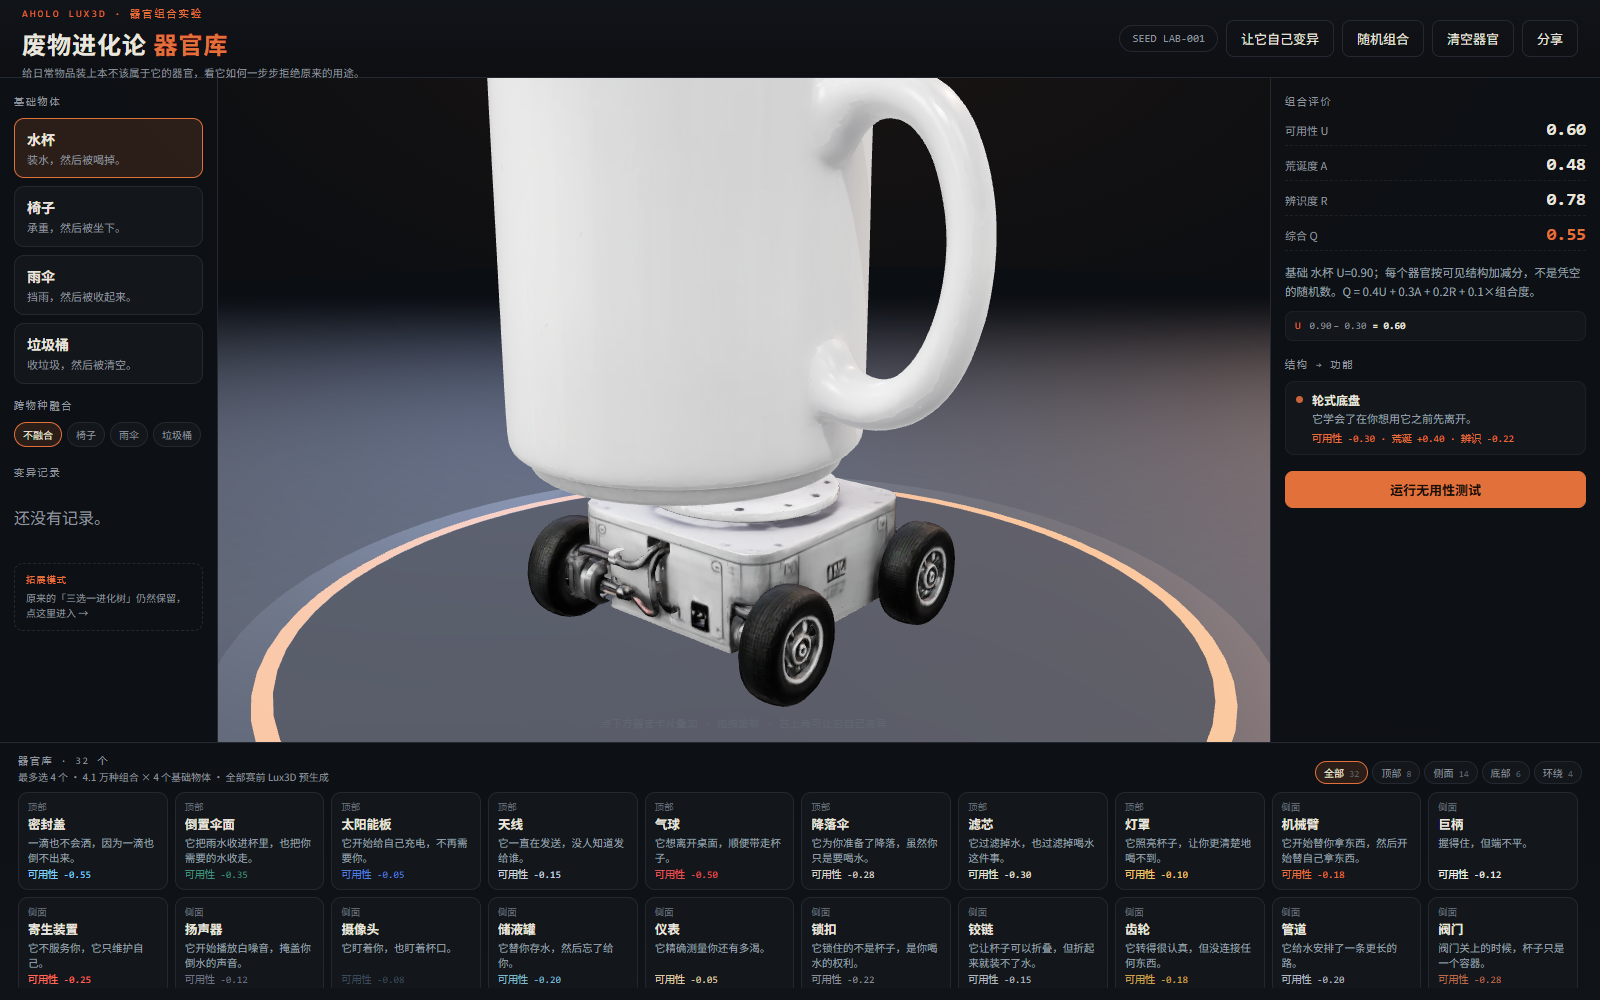 AHOLO LUX3D · 器官组合实验
废物进化论 器官库
给日常物品装上本不该属于它的器官，看它如何一步步拒绝原来的用途。
SEED LAB-001
让它自己变异
随机组合
清空器官
分享
基础物体
水杯
装水，然后被喝掉。
椅子
承重，然后被坐下。
雨伞
挡雨，然后被收起来。
垃圾桶
收垃圾，然后被清空。
跨物种融合
不融合 椅子 雨伞 垃圾桶
变异记录
还没有记录。
拓展模式
原来的「三选一进化树」仍然保留，
点这里进入 →
组合评价
可用性 U 0.60
荒诞度 A 0.48
辨识度 R 0.78
综合 Q 0.55
基础 水杯 U=0.90；每个器官按可见结构加减分，不是凭空
的随机数。Q = 0.4U + 0.3A + 0.2R + 0.1×组合度。
U 0.90 − 0.30 = 0.60
结构 → 功能
轮式底盘
它学会了在你想用它之前先离开。
可用性 -0.30 · 荒诞 +0.40 · 辨识 -0.22
运行无用性测试
器官库 · 32 个
最多选 4 个 · 4.1 万种组合 × 4 个基础物体 · 全部赛前 Lux3D 预生成
全部 32 顶部 8 侧面 14 底部 6 环绕 4
顶部
密封盖
一滴也不会洒，因为一滴也
倒不出来。
可用性 -0.55
顶部
倒置伞面
它把雨水收进杯里，也把你
需要的水收走。
可用性 -0.35
顶部
太阳能板
它开始给自己充电，不再需
要你。
可用性 -0.05
顶部
天线
它一直在发送，没人知道发
给谁。
可用性 -0.15
顶部
气球
它想离开桌面，顺便带走杯
子。
可用性 -0.50
顶部
降落伞
它为你准备了降落，虽然你
只是要喝水。
可用性 -0.28
顶部
滤芯
它过滤掉水，也过滤掉喝水
这件事。
可用性 -0.30
顶部
灯罩
它照亮杯子，让你更清楚地
喝不到。
可用性 -0.10
侧面
机械臂
它开始替你拿东西，然后开
始替自己拿东西。
可用性 -0.18
侧面
巨柄
握得住，但端不平。
可用性 -0.12
侧面
寄生装置
它不服务你，它只维护自
己。
可用性 -0.25
侧面
扬声器
它开始播放白噪音，掩盖你
倒水的声音。
可用性 -0.12
侧面
摄像头
它盯着你，也盯着杯口。
可用性 -0.08
侧面
储液罐
它替你存水，然后忘了给
你。
可用性 -0.20
侧面
仪表
它精确测量你还有多渴。
可用性 -0.05
侧面
锁扣
它锁住的不是杯子，是你喝
水的权利。
可用性 -0.22
侧面
铰链
它让杯子可以折叠，但折起
来就装不了水。
可用性 -0.15
侧面
齿轮
它转得很认真，但没连接任
何东西。
可用性 -0.18
侧面
管道
它给水安排了一条更长的
路。
可用性 -0.20
侧面
阀门
阀门关上的时候，杯子只是
一个容器。
可用性 -0.28